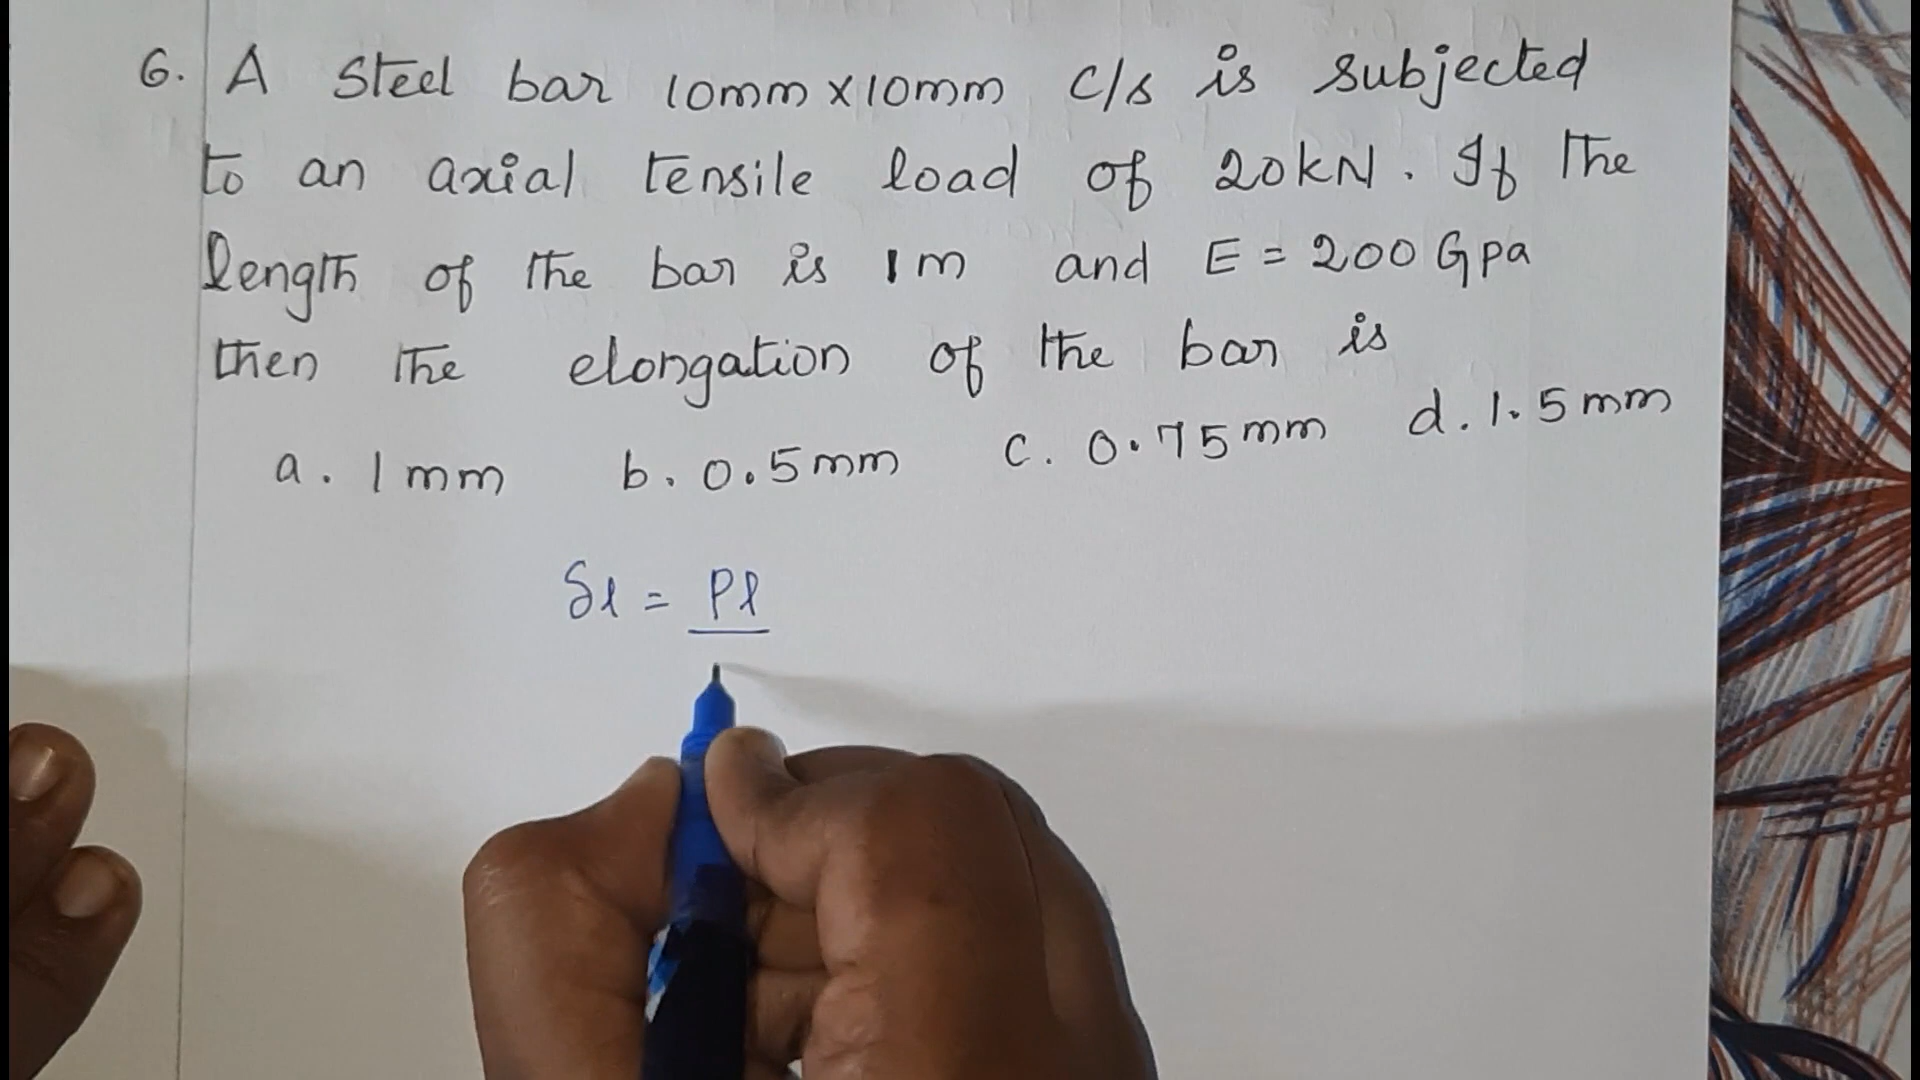 6. A Steel bar 10mm x 10mm c/s is subjected
to an axial tensile load of 20kN. If the
length of the bar is 1m and E = 200 Gpa
then the elongation of the bar is
a. 1 mm b. 0.5mm c. 0.75mm d. 1.5mm
δl = Pl